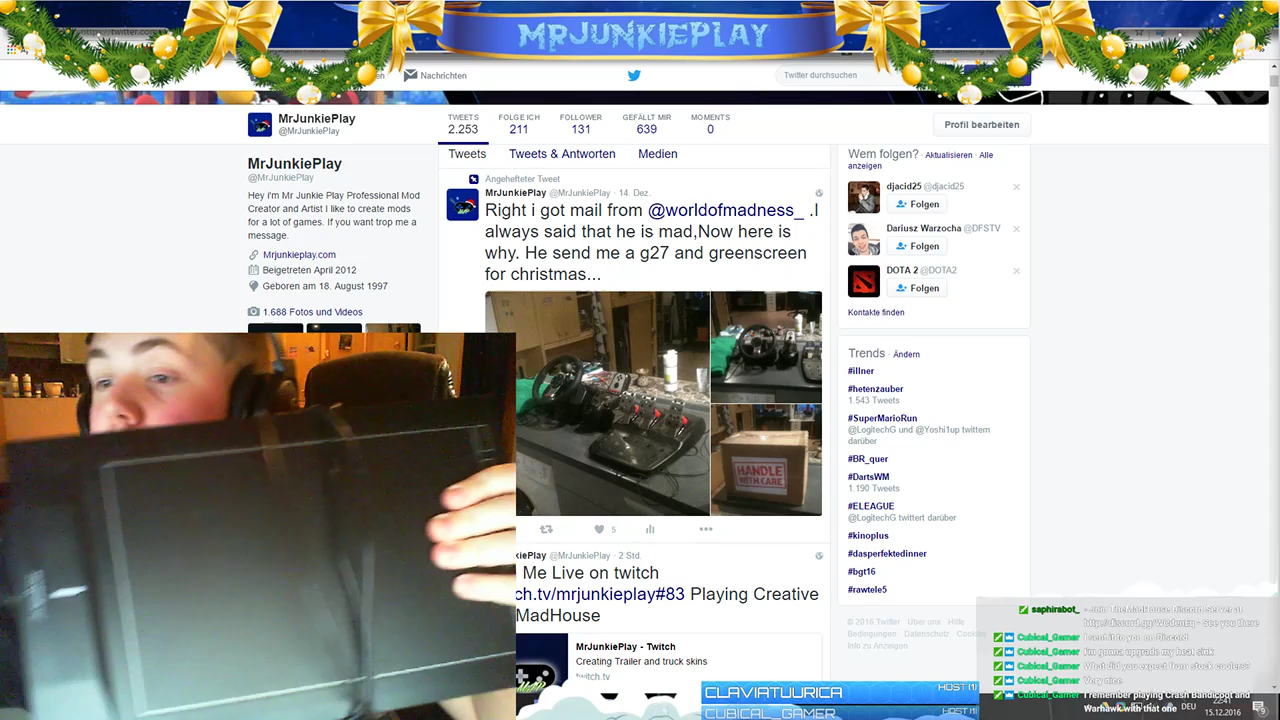 MRJUNKIEPLAY
Nachrichten
Twitter durchsuchen
MrJunkiePlay
@MrJunkiePlay
TWEETS
2.253
FOLGE ICH
211
FOLLOWER
131
GEFÄLLT MIR
639
MOMENTS
0
Profil bearbeiten
MrJunkiePlay
@MrJunkiePlay
Hey i'm Mr Junkie Play Professional Mod
Creator and Artist I like to create mods
for a lot of games. If you want trop me a
message.
Mrjunkieplay.com
Beigetreten April 2012
Geboren am 18. August 1997
1.688 Fotos und Videos
Tweets
Tweets & Antworten
Medien
Angehefteter Tweet
MrJunkiePlay @MrJunkiePlay · 14. Dez.
Right i got mail from @worldofmadness_ .I
always said that he is mad,Now here is
why. He send me a g27 and greenscreen
for christmas...
HANDLE
WITH CARE
5
kiePlay @MrJunkiePlay · 2 Std.
Me Live on twitch
ch.tv/mrjunkieplay#83 Playing Creative
MadHouse
MrJunkiePlay - Twitch
Creating Trailer and truck skins
twitch.tv
Wem folgen? · Aktualisieren · Alle
anzeigen
djacid25 @djacid25
Folgen
Dariusz Warzocha @DFSTV
Folgen
DOTA 2 @DOTA2
Folgen
Kontakte finden
Trends · Ändern
#illner
#hetenzauber
1.543 Tweets
#SuperMarioRun
@LogitechG und @Yoshi1up twittern
darüber
#BR_quer
#DartsWM
1.190 Tweets
#ELEAGUE
@LogitechG twittert darüber
#kinoplus
#dasperfektedinner
#bgt16
#rawtele5
© 2016 Twitter Über uns Hilfe
Bedingungen Datenschutz Cookies
Info zu Anzeigen
saphirabot_
Cubical_Gamer I sent it to you on Discord
Cubical_Gamer I'm gonna upgrade my heat sink
Cubical_Gamer What did you expect from stock coolers?
Cubical_Gamer Very nice
Cubical_Gamer I remember playing Crash Bandicoot and
Warhawk with that one
CLAVIATUURICA HOST (1)
CUBICAL_GAMER HOST (1)
DEU
22:41
15.12.2016